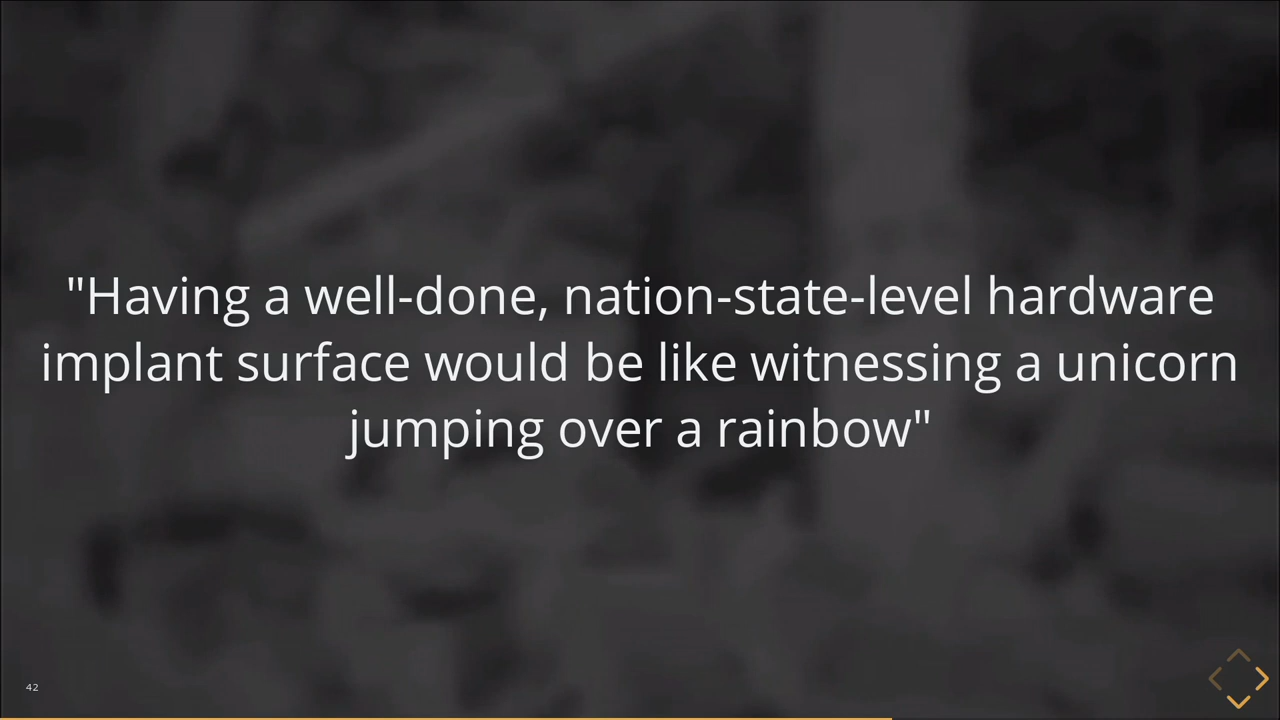 "Having a well-done, nation-state-level hardware
implant surface would be like witnessing a unicorn
jumping over a rainbow"
42